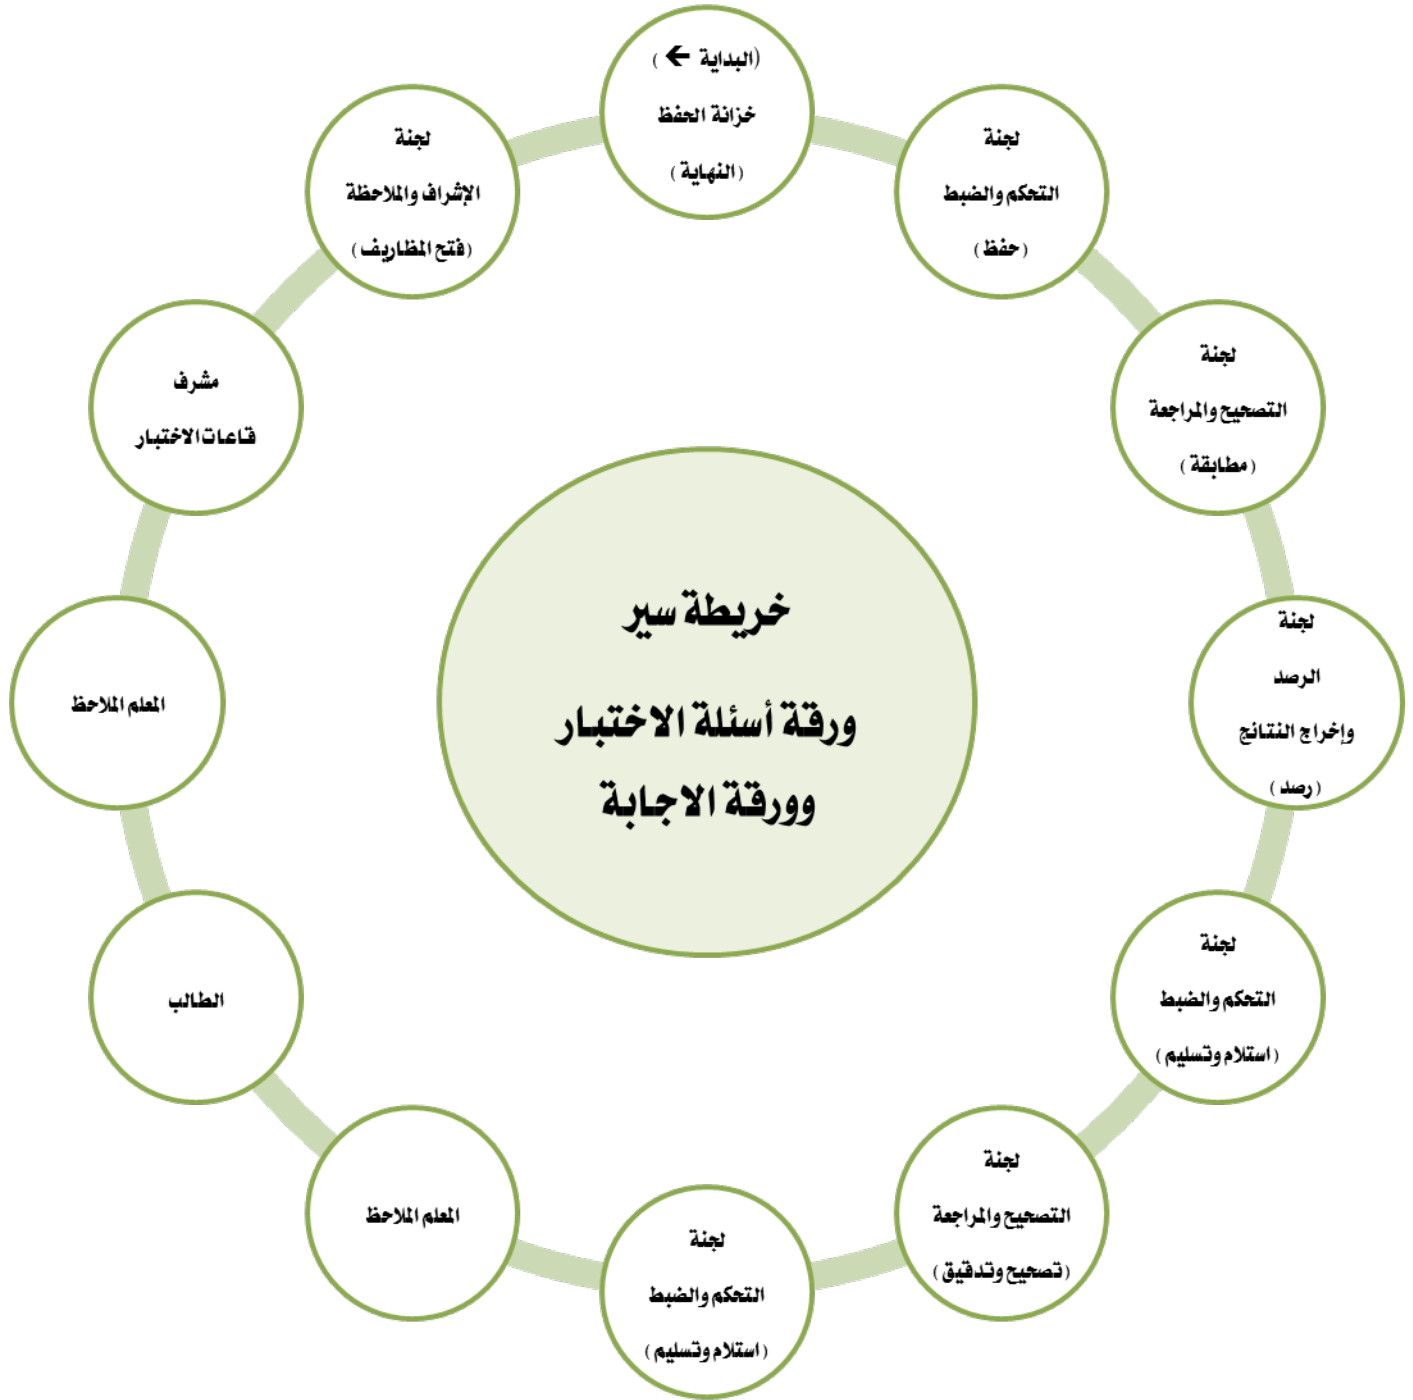 خريطة سير
ورقة أسئلة الاختبار
وورقة الاجابة
(البداية ← )
خزانة الحفظ
(النهاية )
لجنة
الإشراف والملاحظة
(فتح المظاريف )
مشرف
قاعات الاختبار
المعلم الملاحظ
الطالب
المعلم الملاحظ
لجنة
التحكم والضبط
(استلام وتسليم )
لجنة
التصحيح والمراجعة
(تصحيح وتدقيق )
لجنة
التحكم والضبط
(استلام وتسليم )
لجنة
الرصد
وإخراج النتائج
(رصد )
لجنة
التصحيح والمراجعة
(مطابقة )
لجنة
التحكم والضبط
(حفظ )